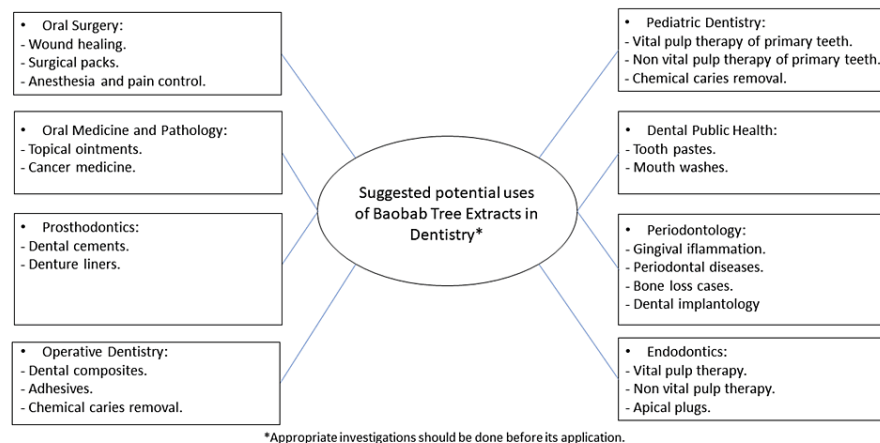 • Oral Surgery:
- Wound healing.
- Surgical packs.
- Anesthesia and pain control.
• Oral Medicine and Pathology:
- Topical ointments.
- Cancer medicine.
• Prosthodontics:
- Dental cements.
- Denture liners.
• Operative Dentistry:
- Dental composites.
- Adhesives.
- Chemical caries removal.
Suggested potential uses
of Baobab Tree Extracts in
Dentistry*
• Pediatric Dentistry:
- Vital pulp therapy of primary teeth.
- Non vital pulp therapy of primary teeth.
- Chemical caries removal.
• Dental Public Health:
- Tooth pastes.
- Mouth washes.
• Periodontology:
- Gingival iflammation.
- Periodontal diseases.
- Bone loss cases.
- Dental implantology
• Endodontics:
- Vital pulp therapy.
- Non vital pulp therapy.
- Apical plugs.
*Appropriate investigations should be done before its application.